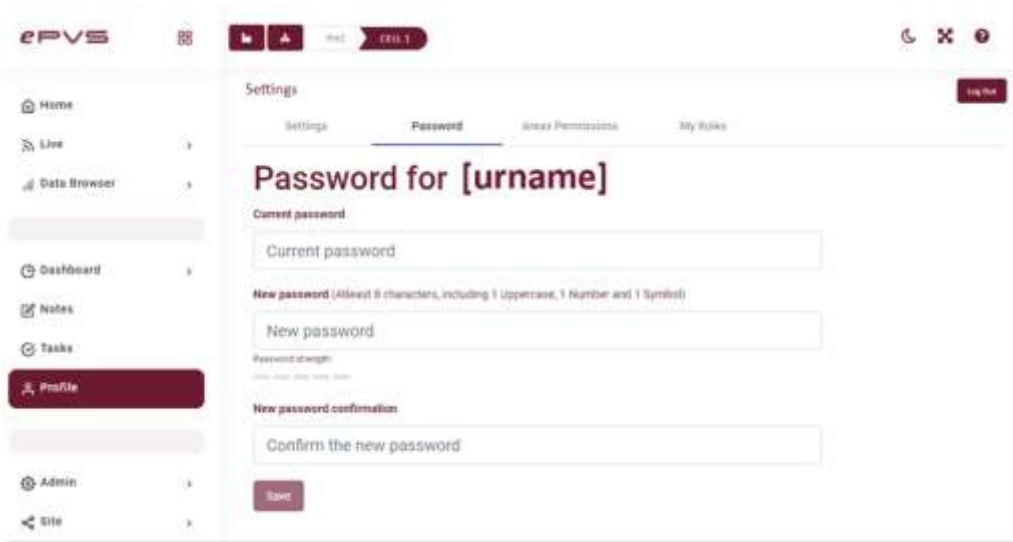 ePVS
CELL 1
Home
Live
Data Browser
Dashboard
Notes
Tasks
Profile
Admin
Site
Settings
Log Out
Settings
Password
Areas Permissions
My Roles
Password for [urname]
Current password
Current password
New password (Atleast 8 characters, including 1 Uppercase, 1 Number and 1 Symbol)
New password
Password strength
New password confirmation
Confirm the new password
Save